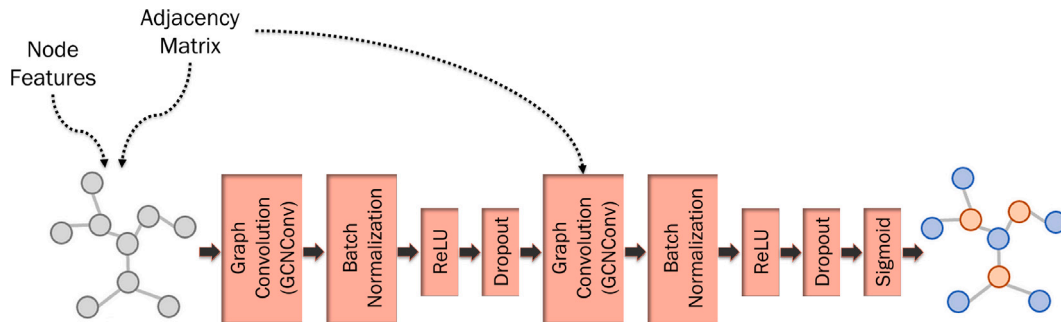 Adjacency
Matrix
Node
Features
Graph
Convolution
(GCNConv)
Batch
Normalization
ReLU
Dropout
Graph
Convolution
(GCNConv)
Batch
Normalization
ReLU
Dropout
Sigmoid